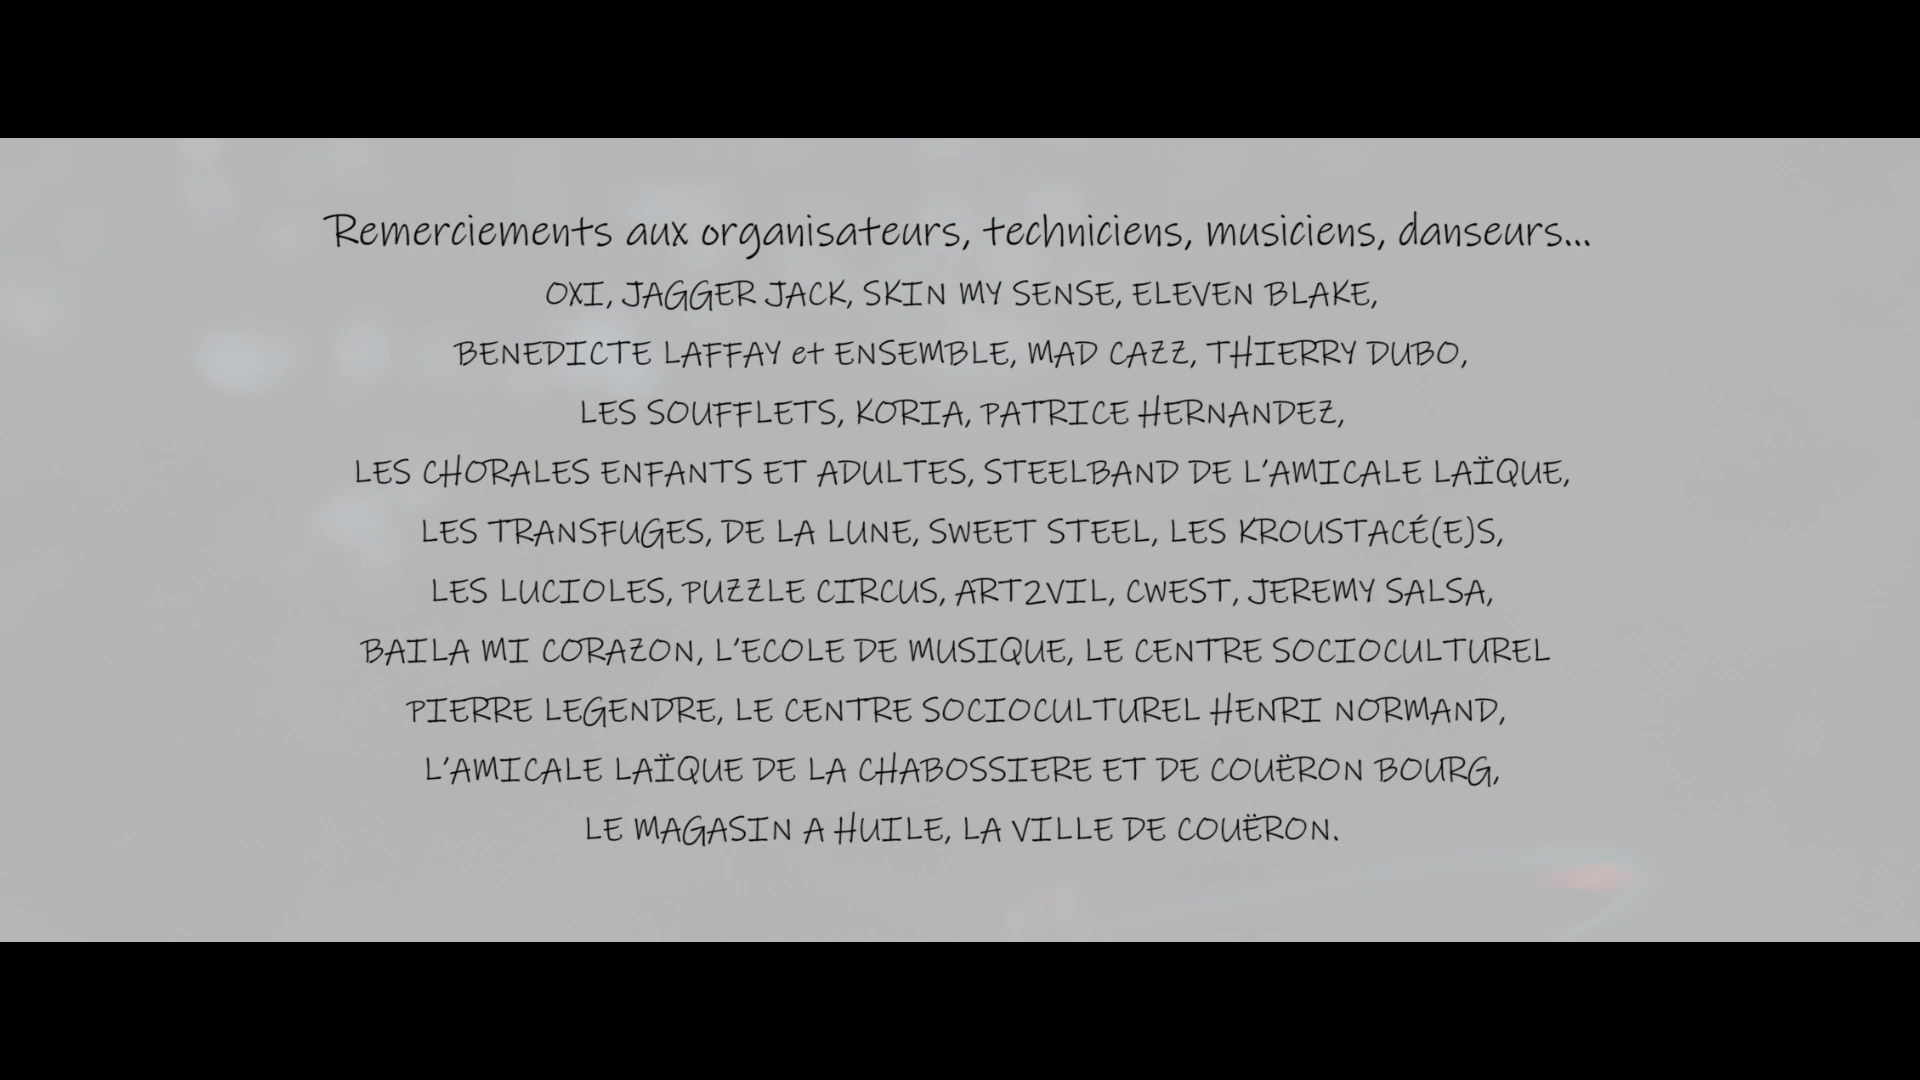 Remerciements aux organisateurs, techniciens, musiciens, danseurs...
OXI, JAGGER JACK, SKIN MY SENSE, ELEVEN BLAKE,
BENEDICTE LAFFAY et ENSEMBLE, MAD CAZZ, THIERRY DUBO,
LES SOUFFLETS, KORIA, PATRICE HERNANDEZ,
LES CHORALES ENFANTS ET ADULTES, STEELBAND DE L'AMICALE LAÏQUE,
LES TRANSFUGES, DE LA LUNE, SWEET STEEL, LES KROUSTACÉ(E)S,
LES LUCIOLES, PUZZLE CIRCUS, ART2VIL, CWEST, JEREMY SALSA,
BAILA MI CORAZON, L'ECOLE DE MUSIQUE, LE CENTRE SOCIOCULTUREL
PIERRE LEGENDRE, LE CENTRE SOCIOCULTUREL HENRI NORMAND,
L'AMICALE LAÏQUE DE LA CHABOSSIERE ET DE COUËRON BOURG,
LE MAGASIN A HUILE, LA VILLE DE COUËRON.